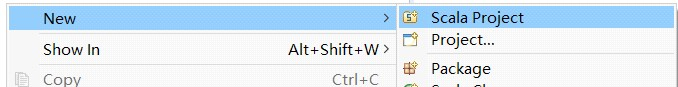 New >
Scala Project
Project...
Show In Alt+Shift+W >
Package
Copy Ctrl+C